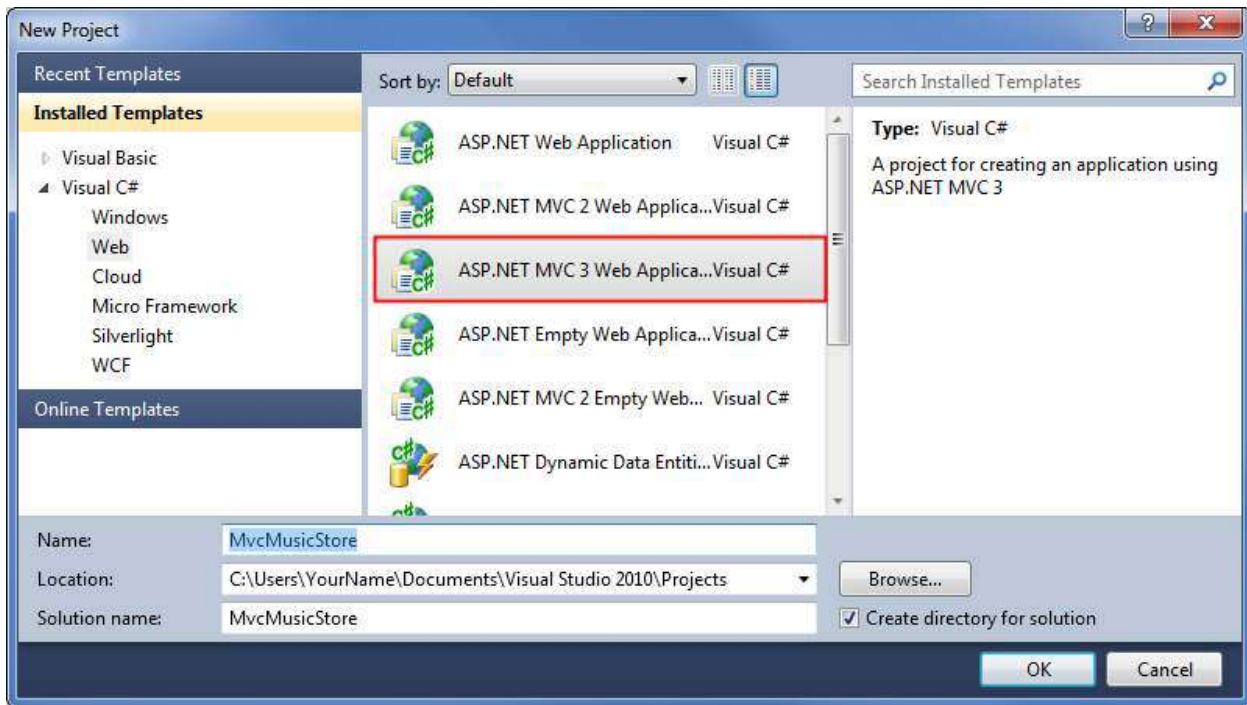 New Project
Recent Templates
Installed Templates
Visual Basic
Visual C#
Windows
Web
Cloud
Micro Framework
Silverlight
WCF
Online Templates
Sort by: Default
ASP.NET Web Application Visual C#
ASP.NET MVC 2 Web Applica... Visual C#
ASP.NET MVC 3 Web Applica... Visual C#
ASP.NET Empty Web Applica... Visual C#
ASP.NET MVC 2 Empty Web... Visual C#
ASP.NET Dynamic Data Entiti... Visual C#
Search Installed Templates
Type: Visual C#
A project for creating an application using
ASP.NET MVC 3
Name: MvcMusicStore
Location: C:\Users\YourName\Documents\Visual Studio 2010\Projects Browse...
Solution name: MvcMusicStore Create directory for solution
OK Cancel